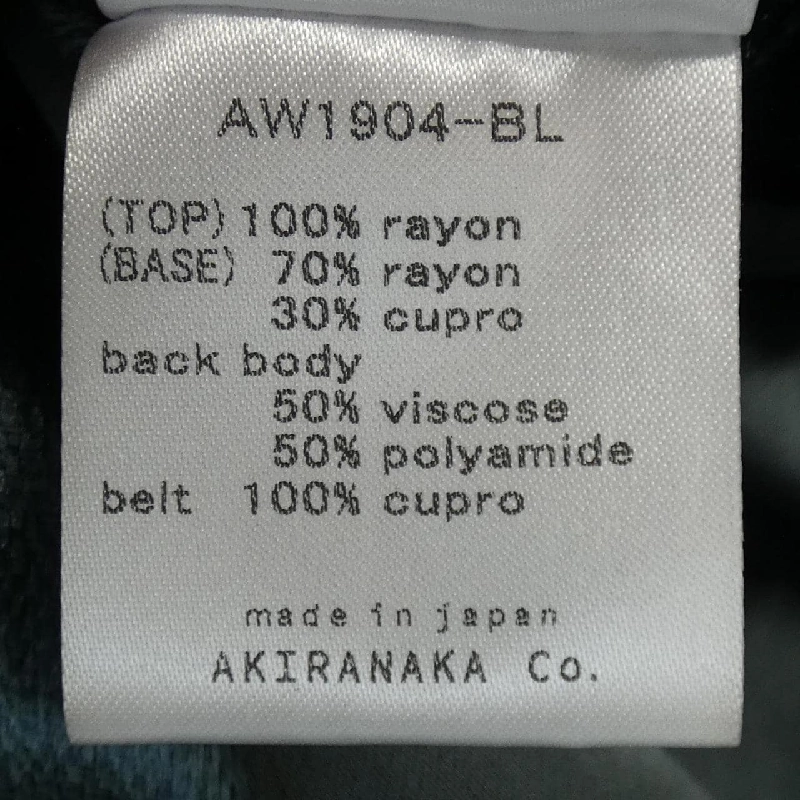 AW1904-BL
(TOP) 100% rayon
(BASE) 70% rayon
30% cupro
back body
50% viscose
50% polyamide
belt 100% cupro
made in japan
AKIRANAKA Co.